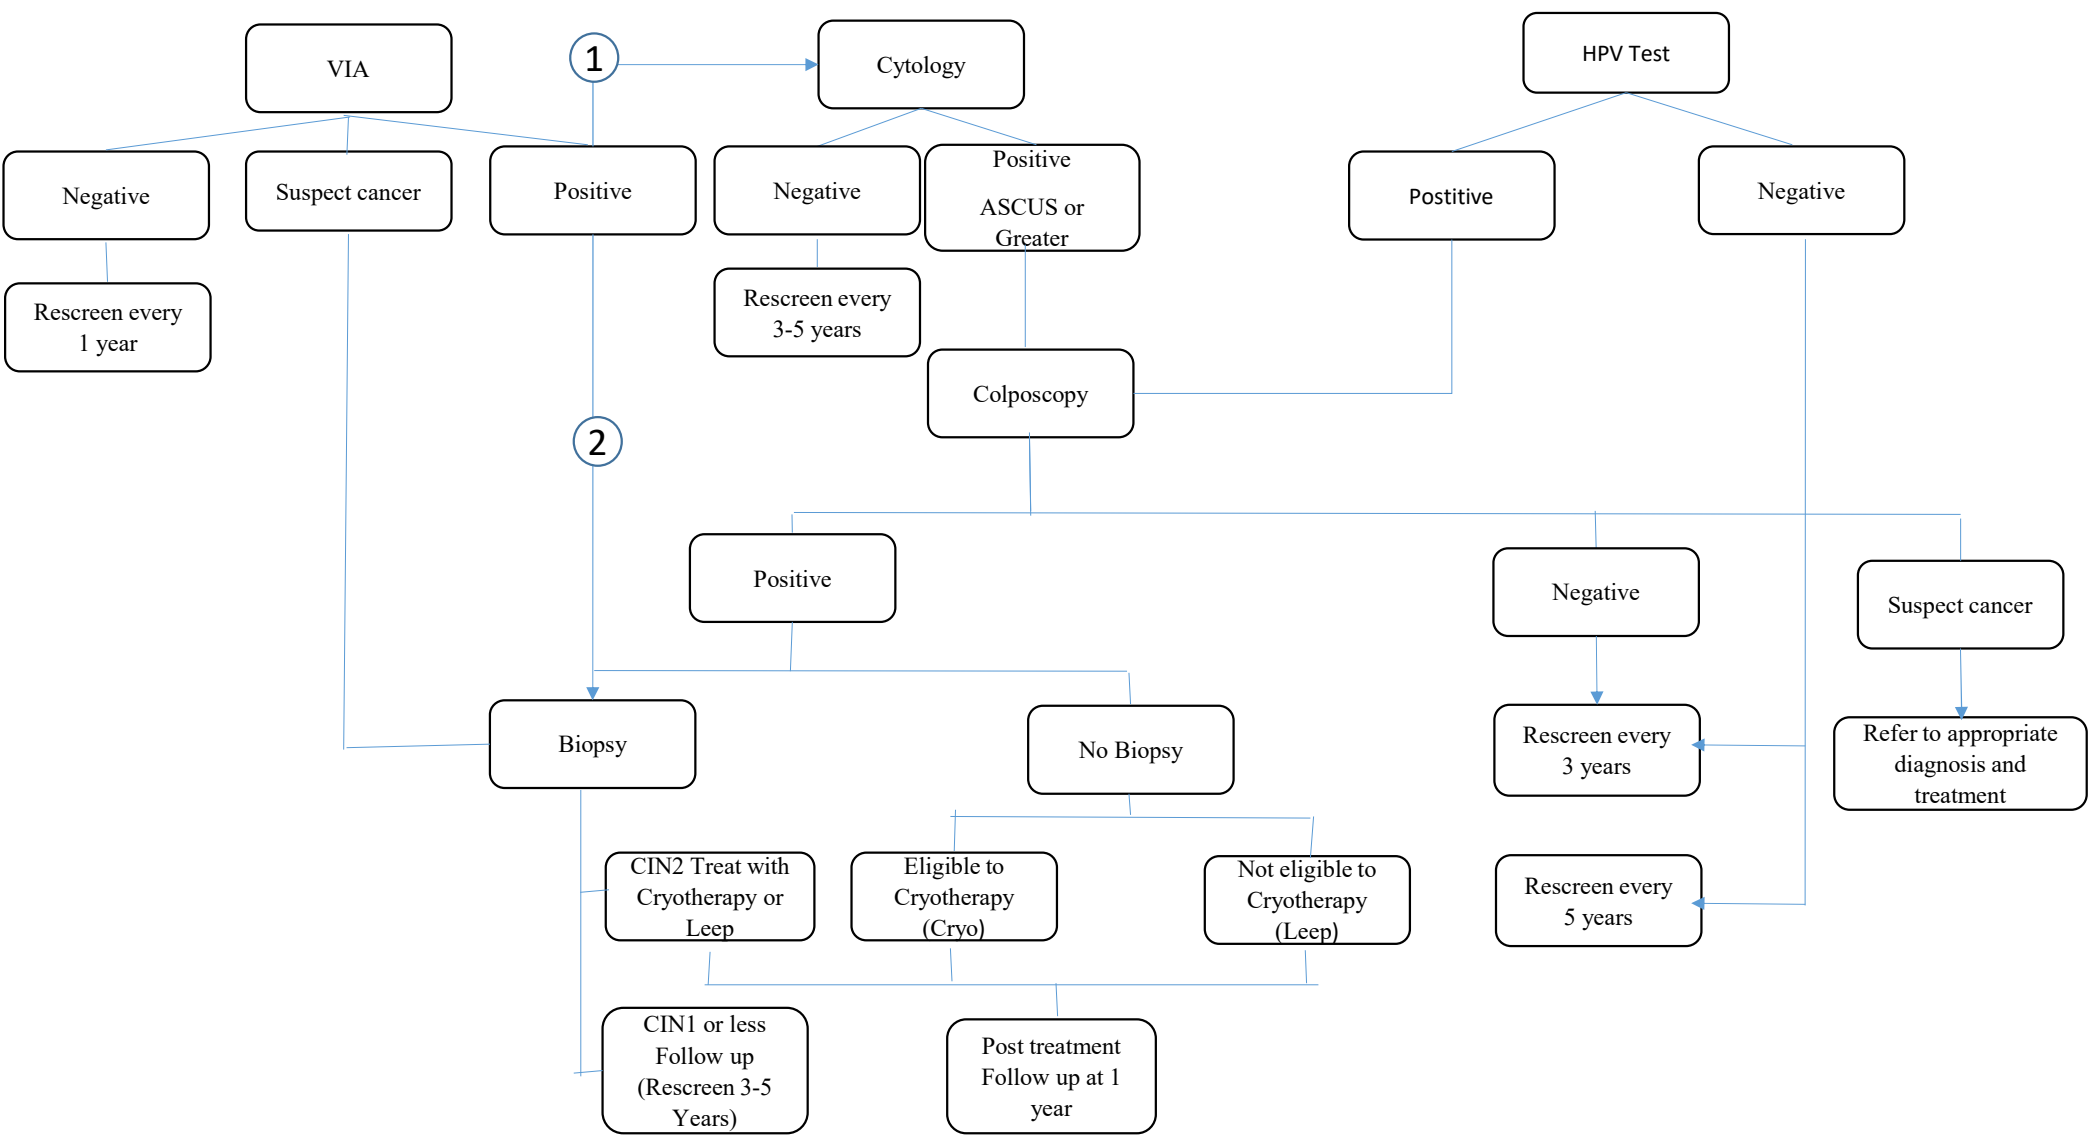 VIA
1
Cytology
HPV Test
Negative
Suspect cancer
Positive
Negative
Positive
ASCUS or
Greater
Postitive
Negative
Rescreen every
1 year
Rescreen every
3-5 years
Colposcopy
2
Positive
Negative
Suspect cancer
Biopsy
No Biopsy
Rescreen every
3 years
Refer to appropriate
diagnosis and
treatment
CIN2 Treat with
Cryotherapy or
Leep
Eligible to
Cryotherapy
(Cryo)
Not eligible to
Cryotherapy
(Leep)
Rescreen every
5 years
CIN1 or less
Follow up
(Rescreen 3-5
Years)
Post treatment
Follow up at 1
year